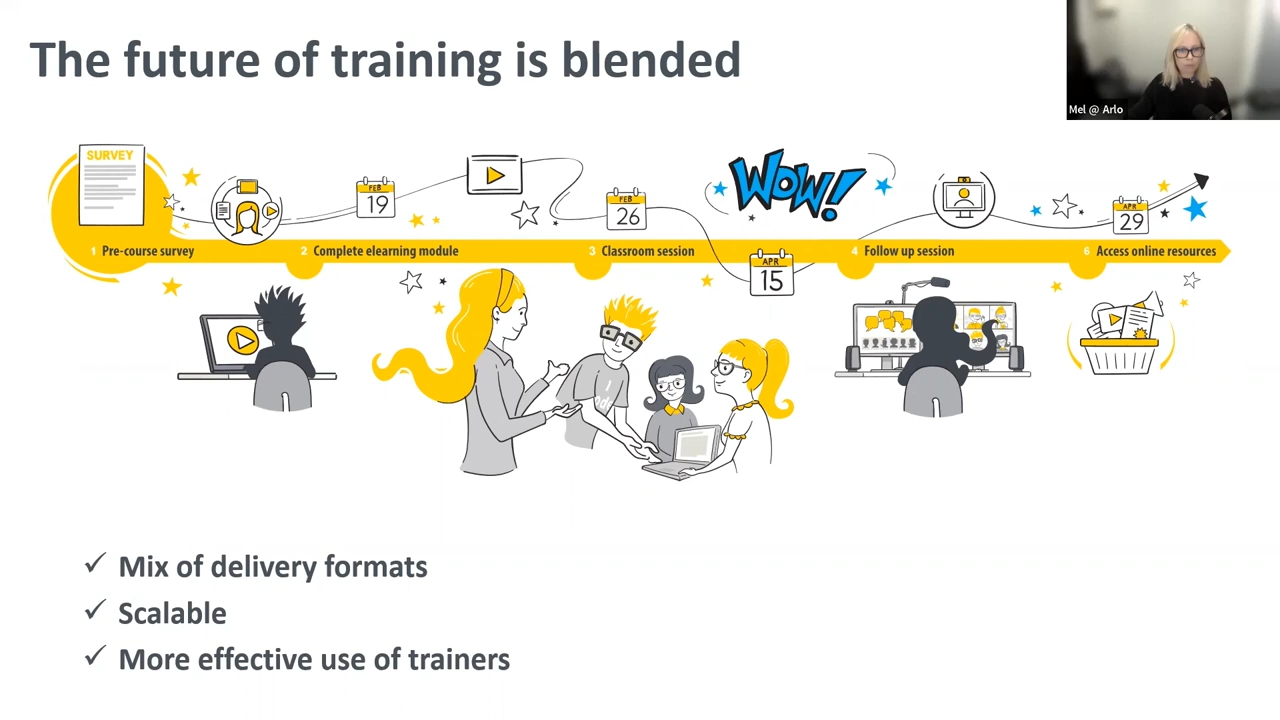 The future of training is blended
Mel @ Arlo
SURVEY
FEB
19
FEB
26
WOW!
APR
15
APR
29
1 Pre-course survey
2 Complete elearning module
3 Classroom session
4 Follow up session
6 Access online resources
✓ Mix of delivery formats
✓ Scalable
✓ More effective use of trainers